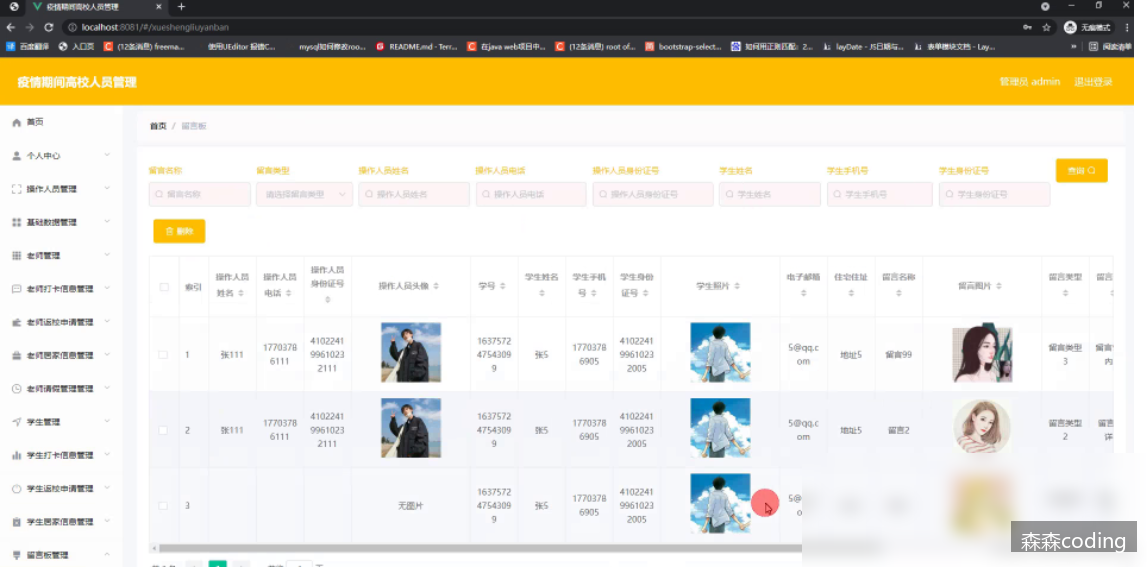 疫情期间高校人员管理
localhost:8081/#/xueshengliuyanban
无痕模式
百度翻译 入口页 (12条消息) freema... 使用UEditor 报错C... mysql如何修改roo... README.md - Terr... 在java web项目中... (12条消息) root of... bootstrap-select... 如何用正则匹配：2... layDate - JS日期与... 表单模块文档 - Lay... » 阅读清单
疫情期间高校人员管理
管理员 admin 退出登录
首页
个人中心
操作人员管理
基础数据管理
老师管理
老师打卡信息管理
老师返校申请管理
老师居家信息管理
老师请假管理管理
学生管理
学生打卡信息管理
学生返校申请管理
学生居家信息管理
留言板管理
首页 / 留言板
留言名称 留言类型 操作人员姓名 操作人员电话 操作人员身份证号 学生姓名 学生手机号 学生身份证号
留言名称 请选择留言类型 操作人员姓名 操作人员电话 操作人员身份证号 学生姓名 学生手机号 学生身份证号 查询
删除
索引 操作人员姓名 操作人员电话 操作人员身份证号 操作人员头像 学号 学生姓名 学生手机号 学生身份证号 学生照片 电子邮箱 住宅住址 留言名称 留言图片 留言类型 留言
1 张111 17703786111 410224199610232111 163757247543099 张5 17703786905 410224199610232005 5@qq.com 地址5 留言99 留言类型3
2 张111 17703786111 410224199610232111 163757247543099 张5 17703786905 410224199610232005 5@qq.com 地址5 留言2 留言类型2
3 无图片 163757247543099 张5 17703786905 410224199610232005
森森coding